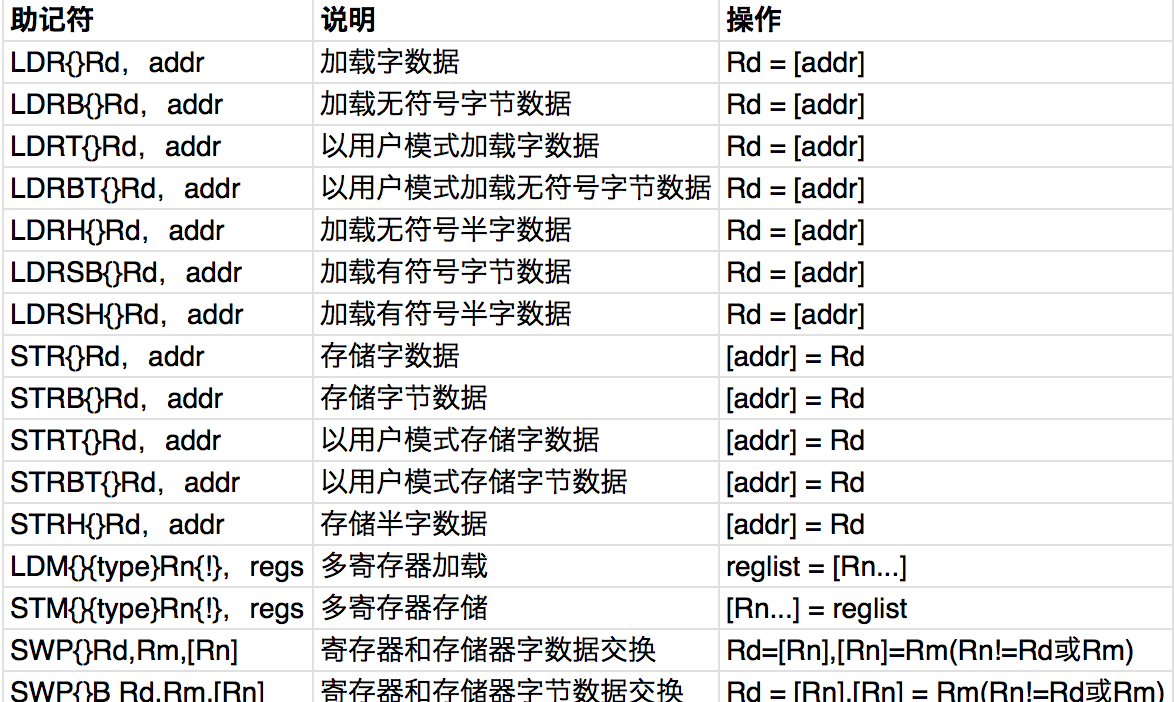 助记符 说明 操作
LDR{}Rd，addr 加载字数据 Rd = [addr]
LDRB{}Rd，addr 加载无符号字节数据 Rd = [addr]
LDRT{}Rd，addr 以用户模式加载字数据 Rd = [addr]
LDRBT{}Rd，addr 以用户模式加载无符号字节数据 Rd = [addr]
LDRH{}Rd，addr 加载无符号半字数据 Rd = [addr]
LDRSB{}Rd，addr 加载有符号字节数据 Rd = [addr]
LDRSH{}Rd，addr 加载有符号半字数据 Rd = [addr]
STR{}Rd，addr 存储字数据 [addr] = Rd
STRB{}Rd，addr 存储字节数据 [addr] = Rd
STRT{}Rd，addr 以用户模式存储字数据 [addr] = Rd
STRBT{}Rd，addr 以用户模式存储字节数据 [addr] = Rd
STRH{}Rd，addr 存储半字数据 [addr] = Rd
LDM{}{type}Rn{!}，regs 多寄存器加载 reglist = [Rn...]
STM{}{type}Rn{!}，regs 多寄存器存储 [Rn...] = reglist
SWP{}Rd,Rm,[Rn] 寄存器和存储器字数据交换 Rd=[Rn],[Rn]=Rm(Rn!=Rd或Rm)
SWP{}B Rd,Rm,[Rn] 寄存器和存储器字节数据交换 Rd = [Rn],[Rn] = Rm(Rn!=Rd或Rm)